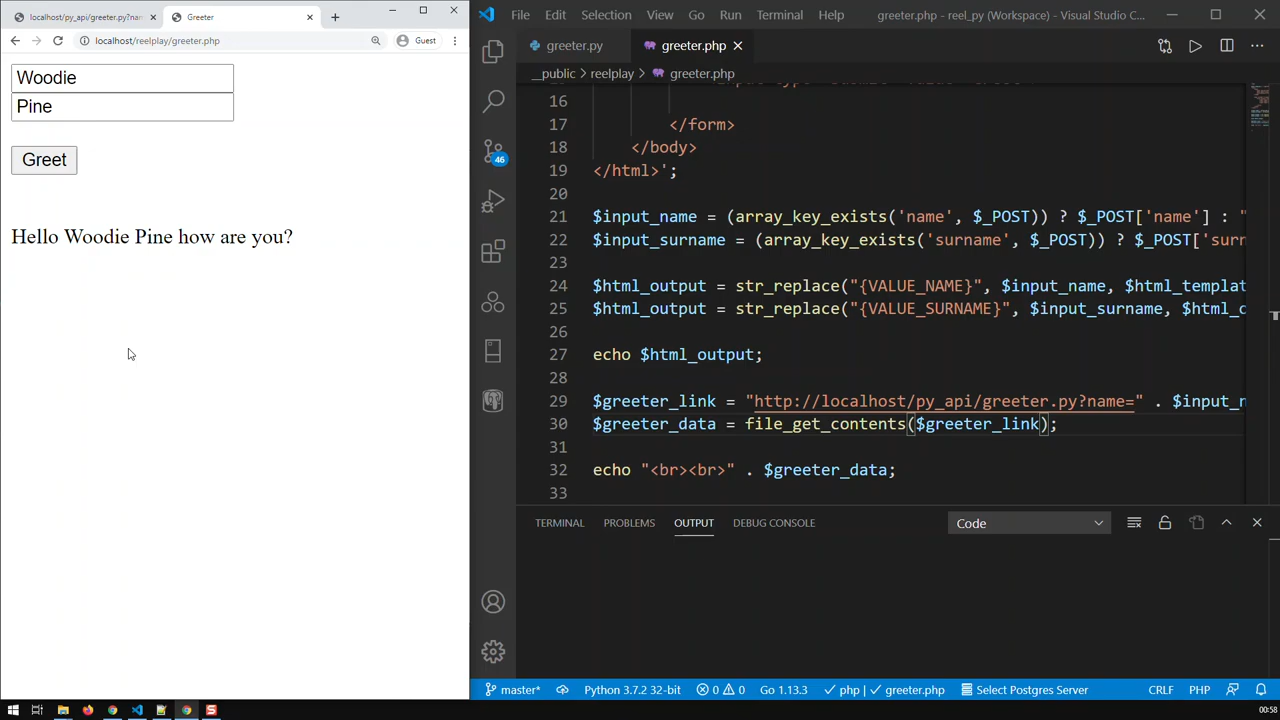 localhost/py_api/greeter.py?nam
Greeter
localhost/reelplay/greeter.php
Guest
Woodie
Pine
Greet
Hello Woodie Pine how are you?
File Edit Selection View Go Run Terminal Help
greeter.php - reel_py (Workspace) - Visual Studio C...
greeter.py
greeter.php
__public > reelplay > greeter.php
16
17 </form>
18 </body>
19 </html>';
20
21 $input_name = (array_key_exists('name', $_POST)) ? $_POST['name'] : "
22 $input_surname = (array_key_exists('surname', $_POST)) ? $_POST['surn
23
24 $html_output = str_replace("{VALUE_NAME}", $input_name, $html_templat
25 $html_output = str_replace("{VALUE_SURNAME}", $input_surname, $html_o
26
27 echo $html_output;
28
29 $greeter_link = "http://localhost/py_api/greeter.py?name=" . $input_n
30 $greeter_data = file_get_contents($greeter_link);
31
32 echo "<br><br>" . $greeter_data;
33
46
TERMINAL PROBLEMS OUTPUT DEBUG CONSOLE
Code
master* Python 3.7.2 32-bit 0 0 Go 1.13.3 php | greeter.php Select Postgres Server CRLF PHP
00:58